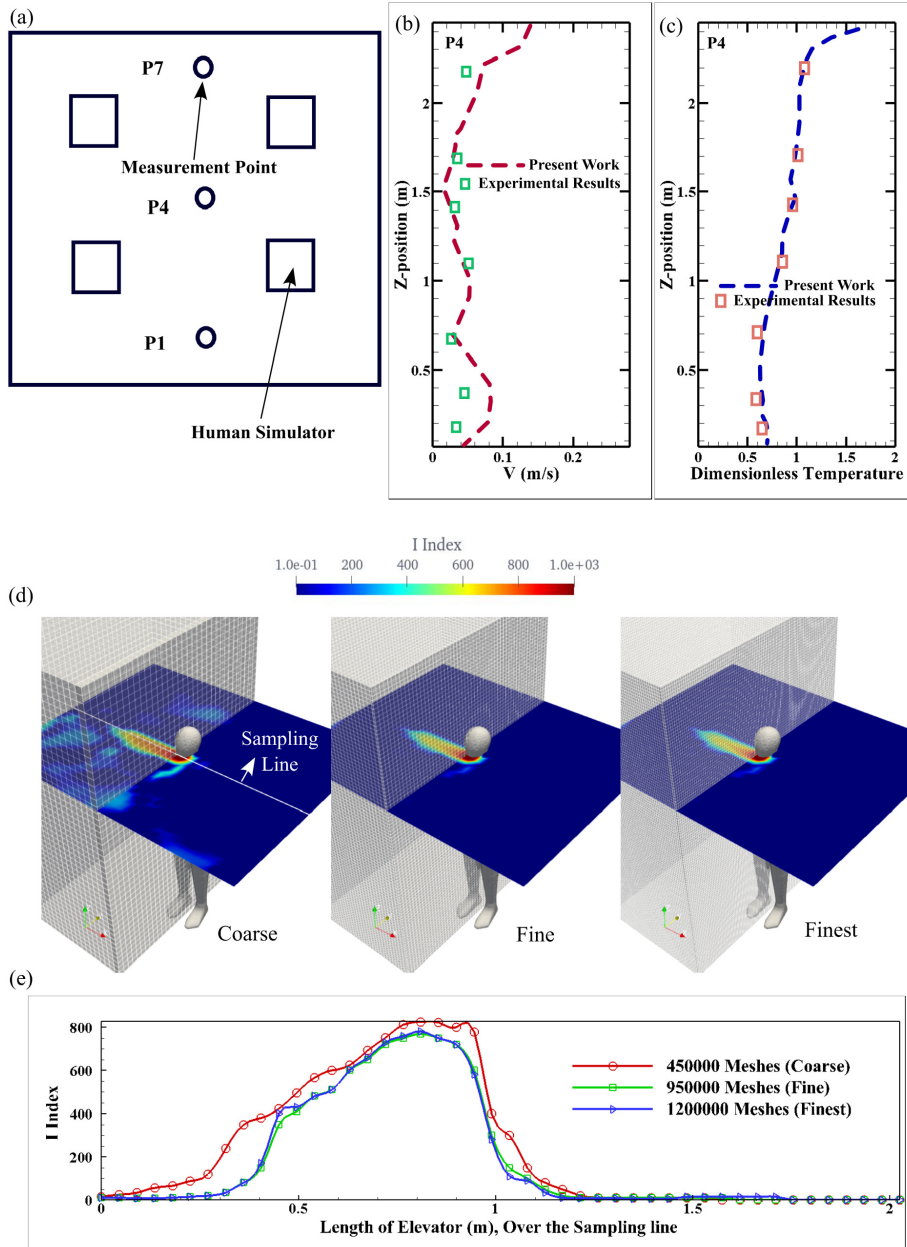 (a)
P7
Measurement Point
P4
P1
Human Simulator
(b)
P4
2
1.5
1
0.5
Z-position (m)
Present Work
Experimental Results
0
0.1
0.2
V (m/s)
(c)
P4
2
1.5
1
0.5
Z-position (m)
Present Work
Experimental Results
0
0.5
1
1.5
2
Dimensionless Temperature
I Index
1.0e-01 200 400 600 800 1.0e+03
(d)
Sampling
Line
Coarse
Fine
Finest
(e)
800
600
400
200
0
I Index
450000 Meshes (Coarse)
950000 Meshes (Fine)
1200000 Meshes (Finest)
0 0.5 1 1.5 2
Length of Elevator (m), Over the Sampling line